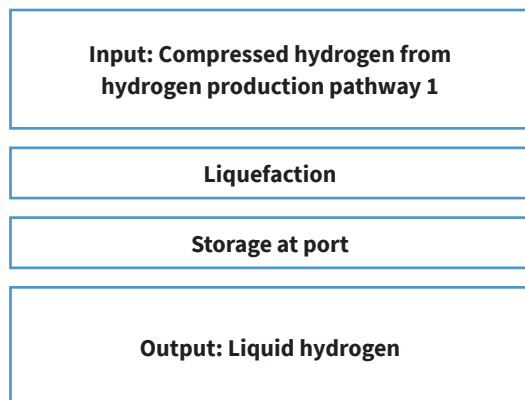 Input: Compressed hydrogen from
hydrogen production pathway 1
Liquefaction
Storage at port
Output: Liquid hydrogen